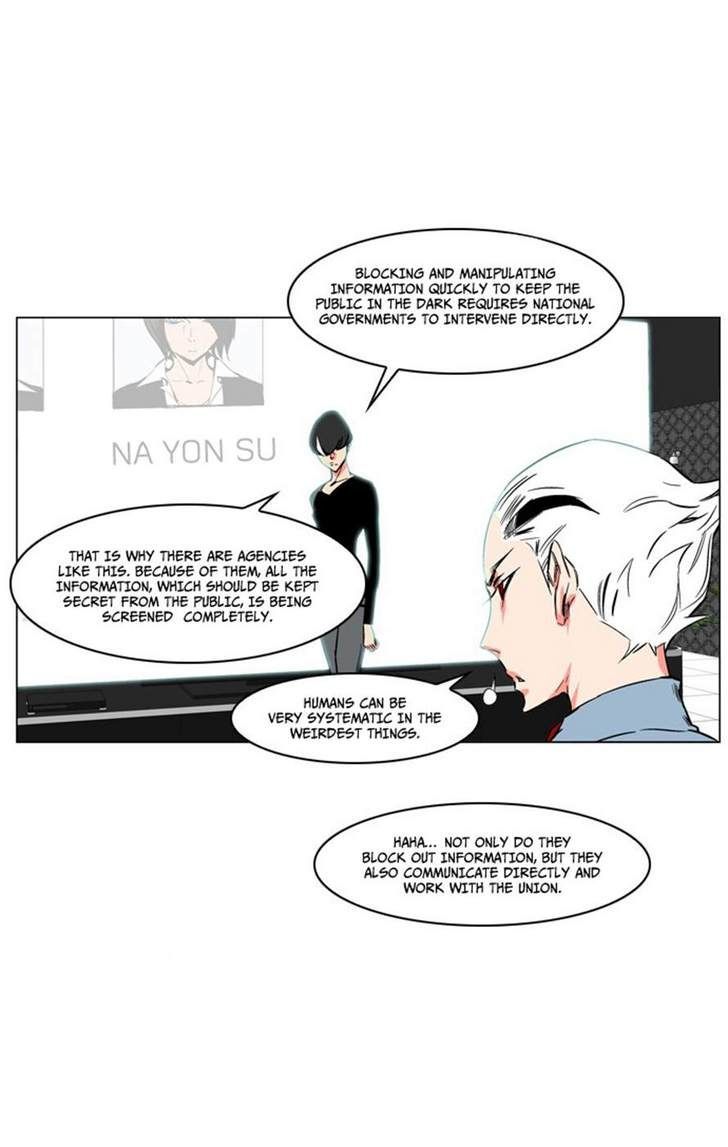 BLOCKING AND MANIPULATING
INFORMATION QUICKLY TO KEEP THE
PUBLIC IN THE DARK REQUIRES NATIONAL
GOVERNMENTS TO INTERVENE DIRECTLY.
NA YON SU
THAT IS WHY THERE ARE AGENCIES
LIKE THIS. BECAUSE OF THEM, ALL THE
INFORMATION, WHICH SHOULD BE KEPT
SECRET FROM THE PUBLIC, IS BEING
SCREENED COMPLETELY.
HUMANS CAN BE
VERY SYSTEMATIC IN THE
WEIRDEST THINGS.
HAHA... NOT ONLY DO THEY
BLOCK OUT INFORMATION, BUT THEY
ALSO COMMUNICATE DIRECTLY AND
WORK WITH THE UNION.